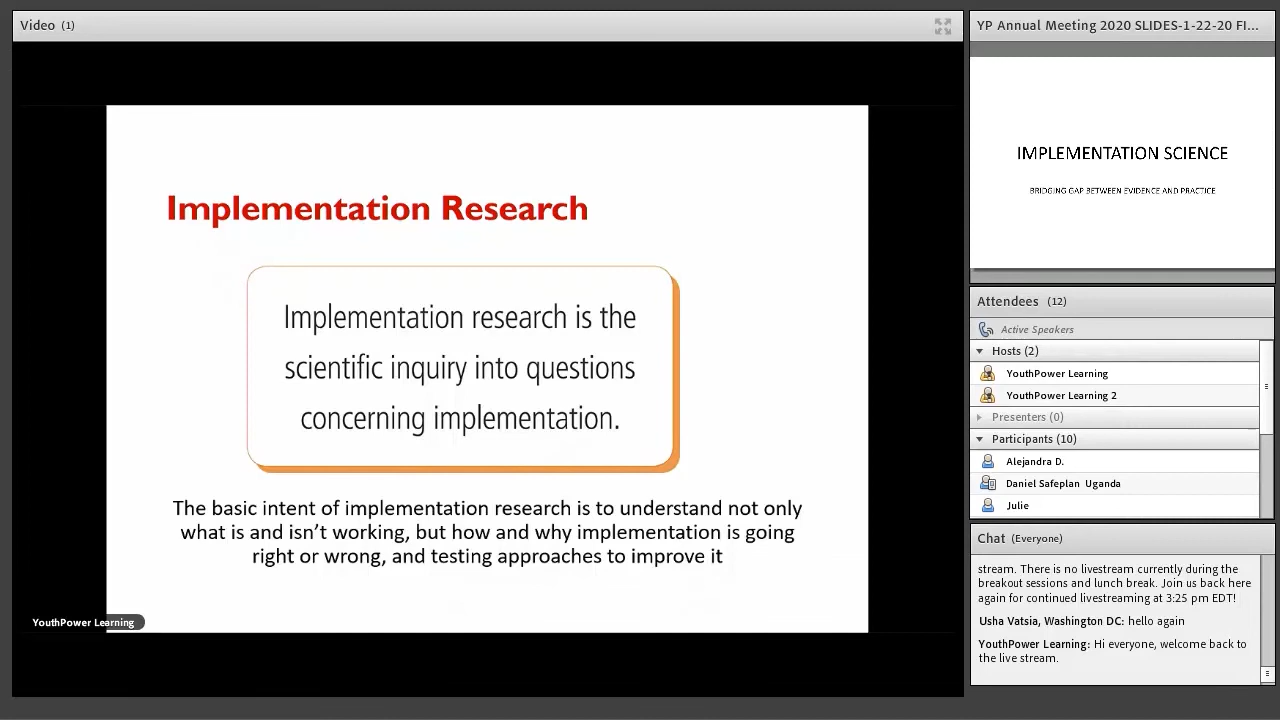 Video (1)
Implementation Research
Implementation research is the
scientific inquiry into questions
concerning implementation.
The basic intent of implementation research is to understand not only
what is and isn’t working, but how and why implementation is going
right or wrong, and testing approaches to improve it
YouthPower Learning
YP Annual Meeting 2020 SLIDES-1-22-20 FI...
IMPLEMENTATION SCIENCE
BRIDGING GAP BETWEEN EVIDENCE AND PRACTICE
Attendees (12)
Active Speakers
Hosts (2)
YouthPower Learning
YouthPower Learning 2
Presenters (0)
Participants (10)
Alejandra D.
Daniel Safeplan Uganda
Julie
Chat (Everyone)
stream. There is no livestream currently during the
breakout sessions and lunch break. Join us back here
again for continued livestreaming at 3:25 pm EDT!
Usha Vatsia, Washington DC: hello again
YouthPower Learning: Hi everyone, welcome back to
the live stream.